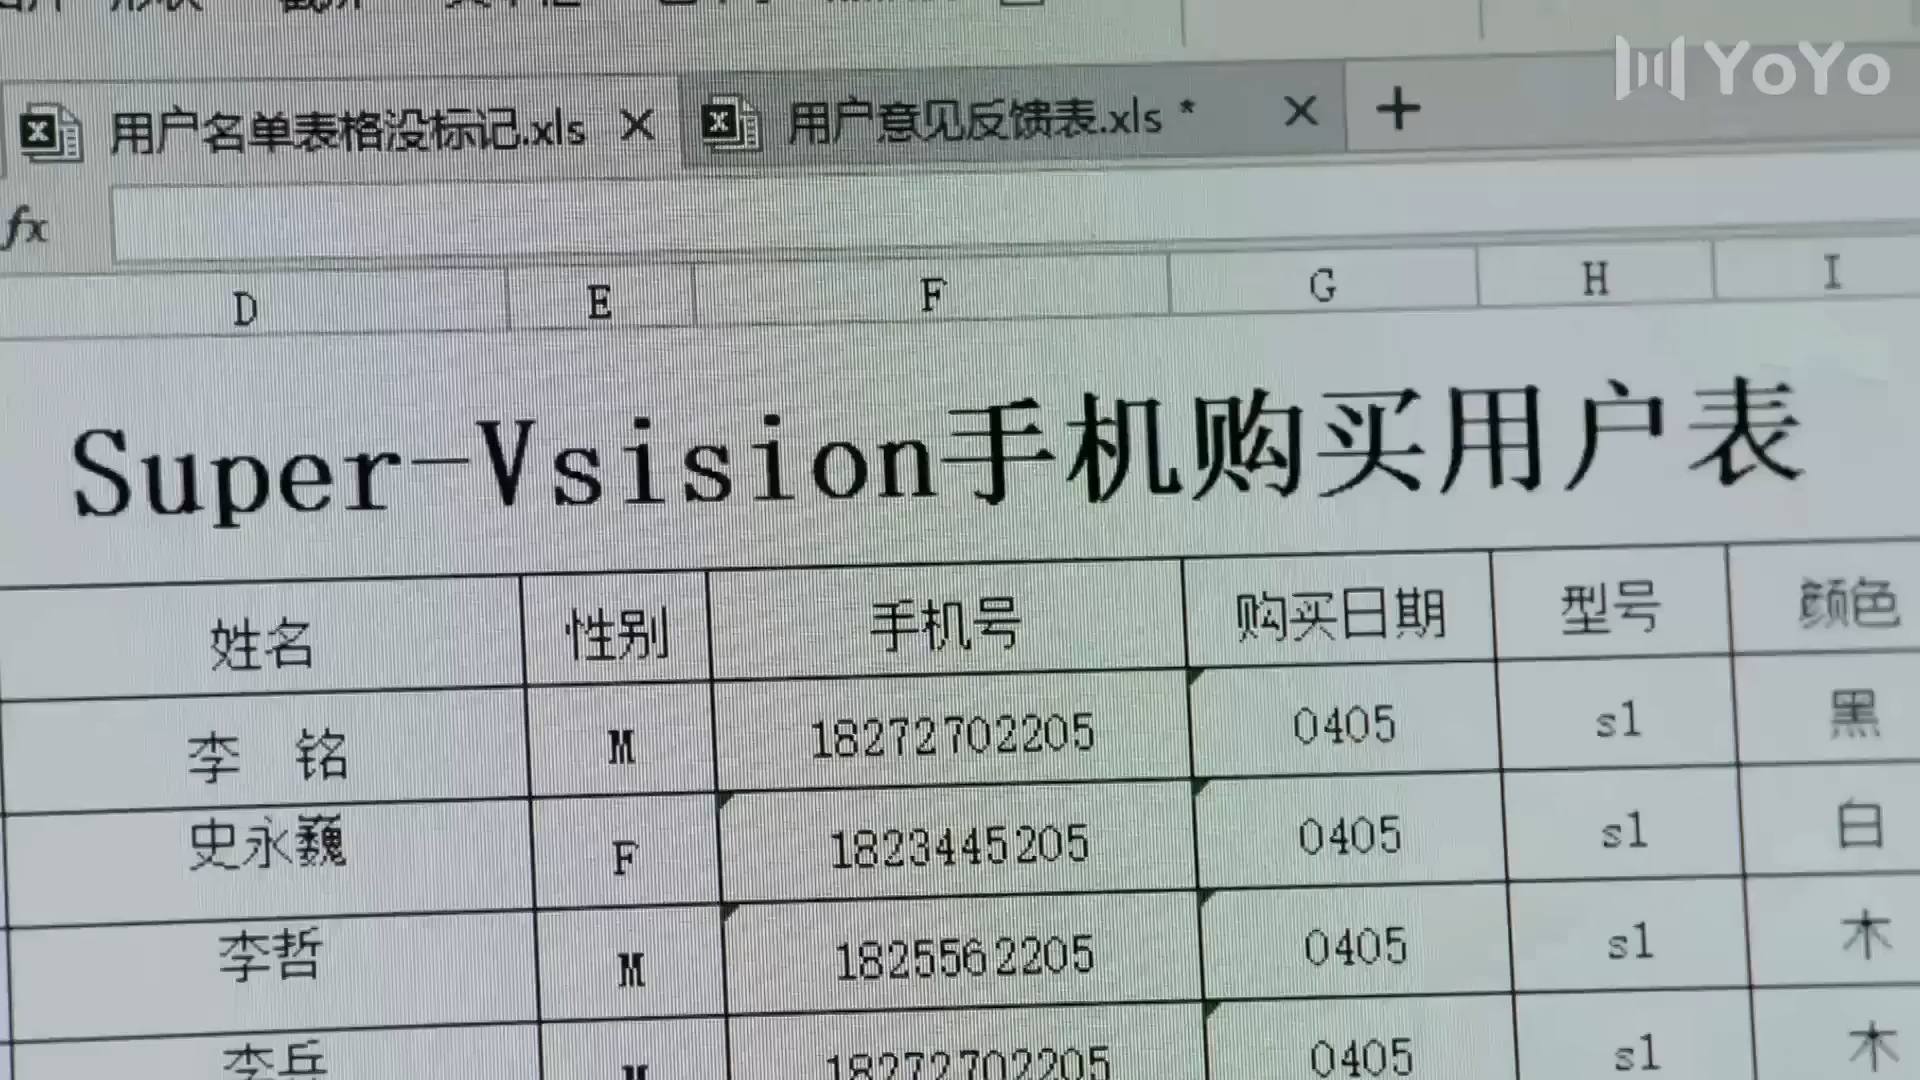 YoYo
用户名单表格没标记.xls
用户意见反馈表.xls *
fx
D E F G H I
Super-Vsision手机购买用户表
姓名 性别 手机号 购买日期 型号 颜色
李 铭 M 18272702205 0405 s1 黑
史永巍 F 1823445205 0405 s1 白
李哲 M 1825562205 0405 s1 木
李兵 M 18272702205 0405 s1 木